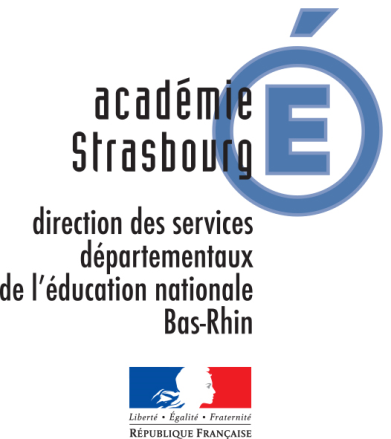 académie
Strasbourg
É
direction des services
départementaux
de l'éducation nationale
Bas-Rhin
Liberté • Égalité • Fraternité
RÉPUBLIQUE FRANÇAISE